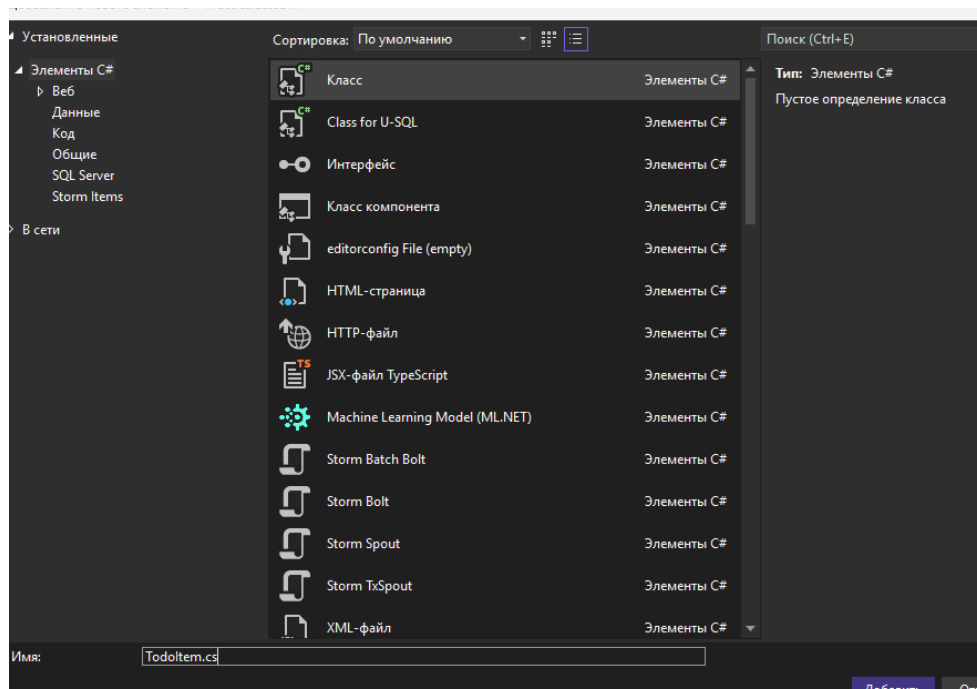 Установленные
Сортировка: По умолчанию
Поиск (Ctrl+E)
Элементы C#
Веб
Данные
Код
Общие
SQL Server
Storm Items
В сети
Класс Элементы C#
Class for U-SQL Элементы C#
Интерфейс Элементы C#
Класс компонента Элементы C#
editorconfig File (empty) Элементы C#
HTML-страница Элементы C#
HTTP-файл Элементы C#
JSX-файл TypeScript Элементы C#
Machine Learning Model (ML.NET) Элементы C#
Storm Batch Bolt Элементы C#
Storm Bolt Элементы C#
Storm Spout Элементы C#
Storm TxSpout Элементы C#
XML-файл Элементы C#
Тип: Элементы C#
Пустое определение класса
Имя: TodoItem.cs
Добавить